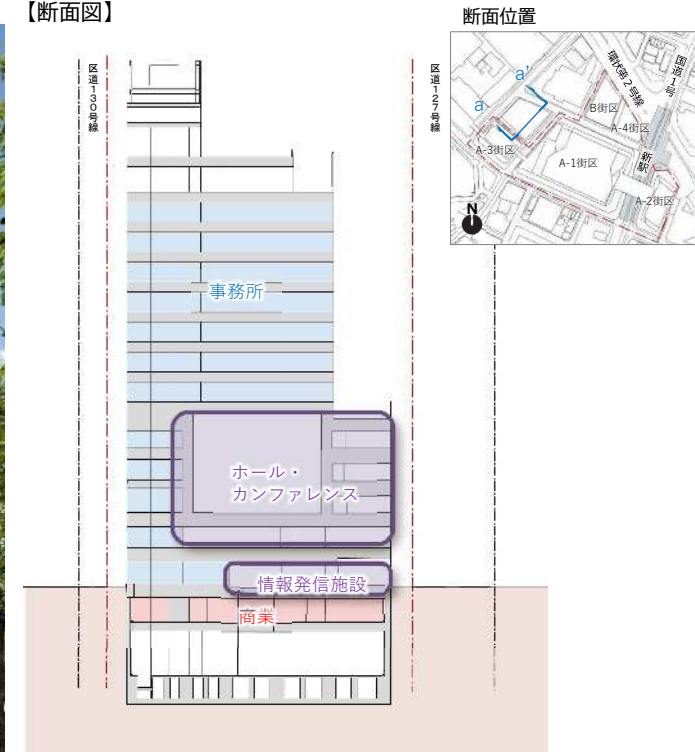 【断面図】
断面位置
区道130号線
区道127号線
国道1号
環状第2号線
a'
a
B街区
A-4街区
A-3街区
A-1街区
新駅
A-2街区
N
事務所
ホール・
カンファレンス
情報発信施設
商業